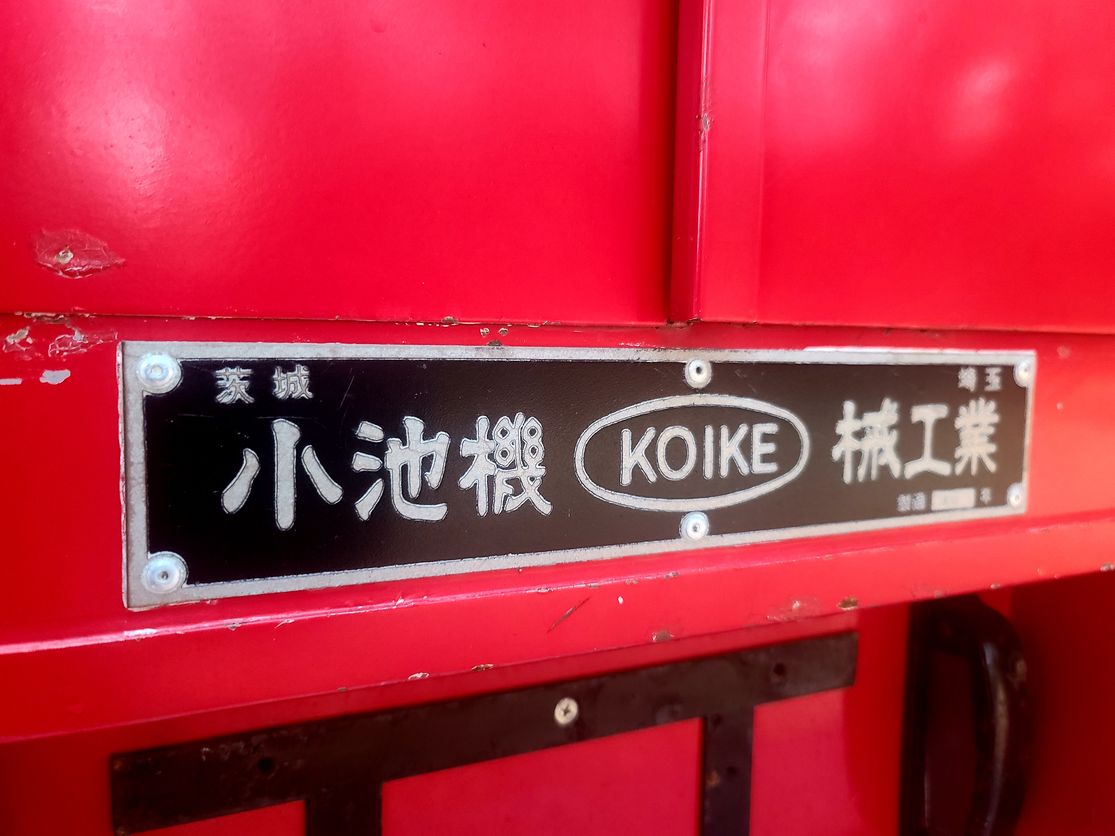 茨城 埼玉
小池機 KOIKE 械工業
製造 年